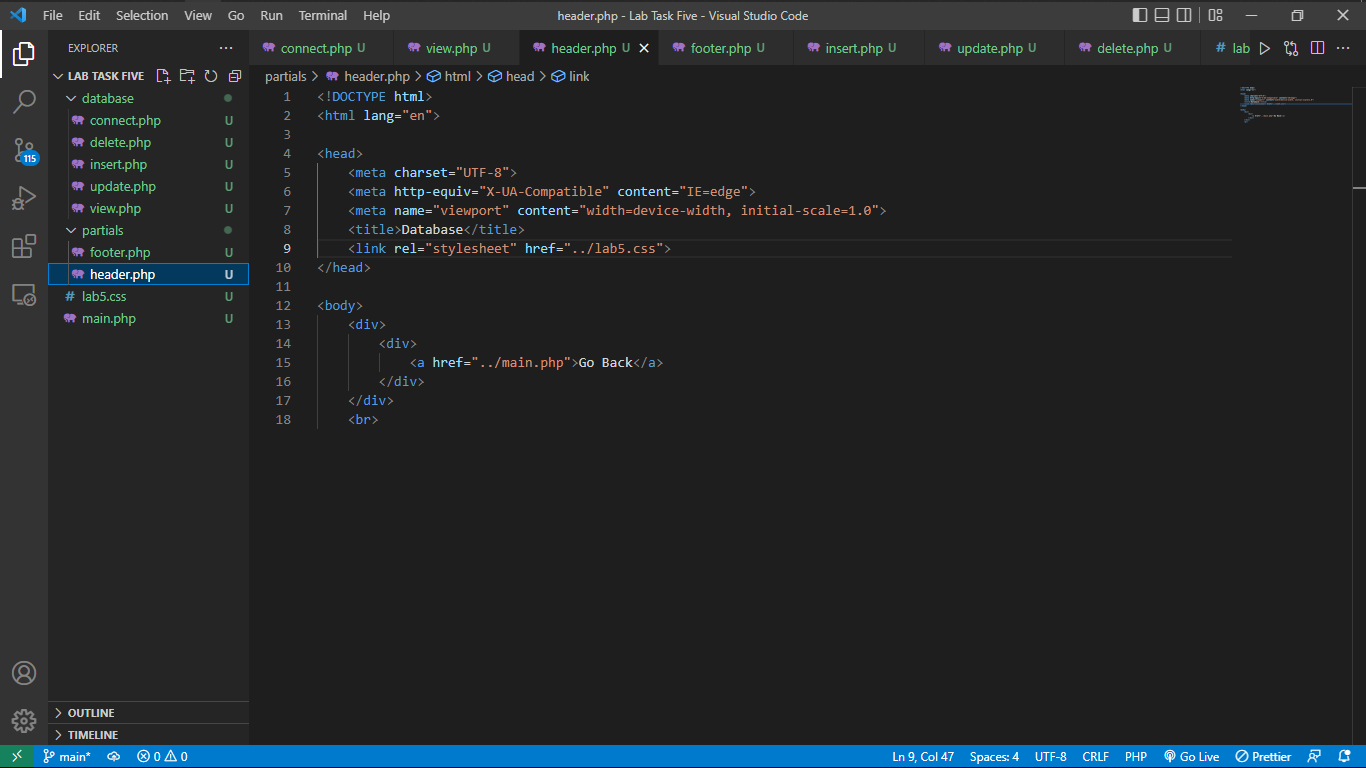 File Edit Selection View Go Run Terminal Help
header.php - Lab Task Five - Visual Studio Code
EXPLORER
connect.php U
view.php U
header.php U
footer.php U
insert.php U
update.php U
delete.php U
# lab
LAB TASK FIVE
database
connect.php U
delete.php U
insert.php U
update.php U
view.php U
partials
footer.php U
header.php U
# lab5.css U
main.php U
115
OUTLINE
TIMELINE
partials > header.php > html > head > link
1 <!DOCTYPE html>
2 <html lang="en">
3
4 <head>
5 <meta charset="UTF-8">
6 <meta http-equiv="X-UA-Compatible" content="IE=edge">
7 <meta name="viewport" content="width=device-width, initial-scale=1.0">
8 <title>Database</title>
9 <link rel="stylesheet" href="../lab5.css">
10 </head>
11
12 <body>
13 <div>
14 <div>
15 <a href="../main.php">Go Back</a>
16 </div>
17 </div>
18 <br>
main* 0 0 Ln 9, Col 47 Spaces: 4 UTF-8 CRLF PHP Go Live Prettier